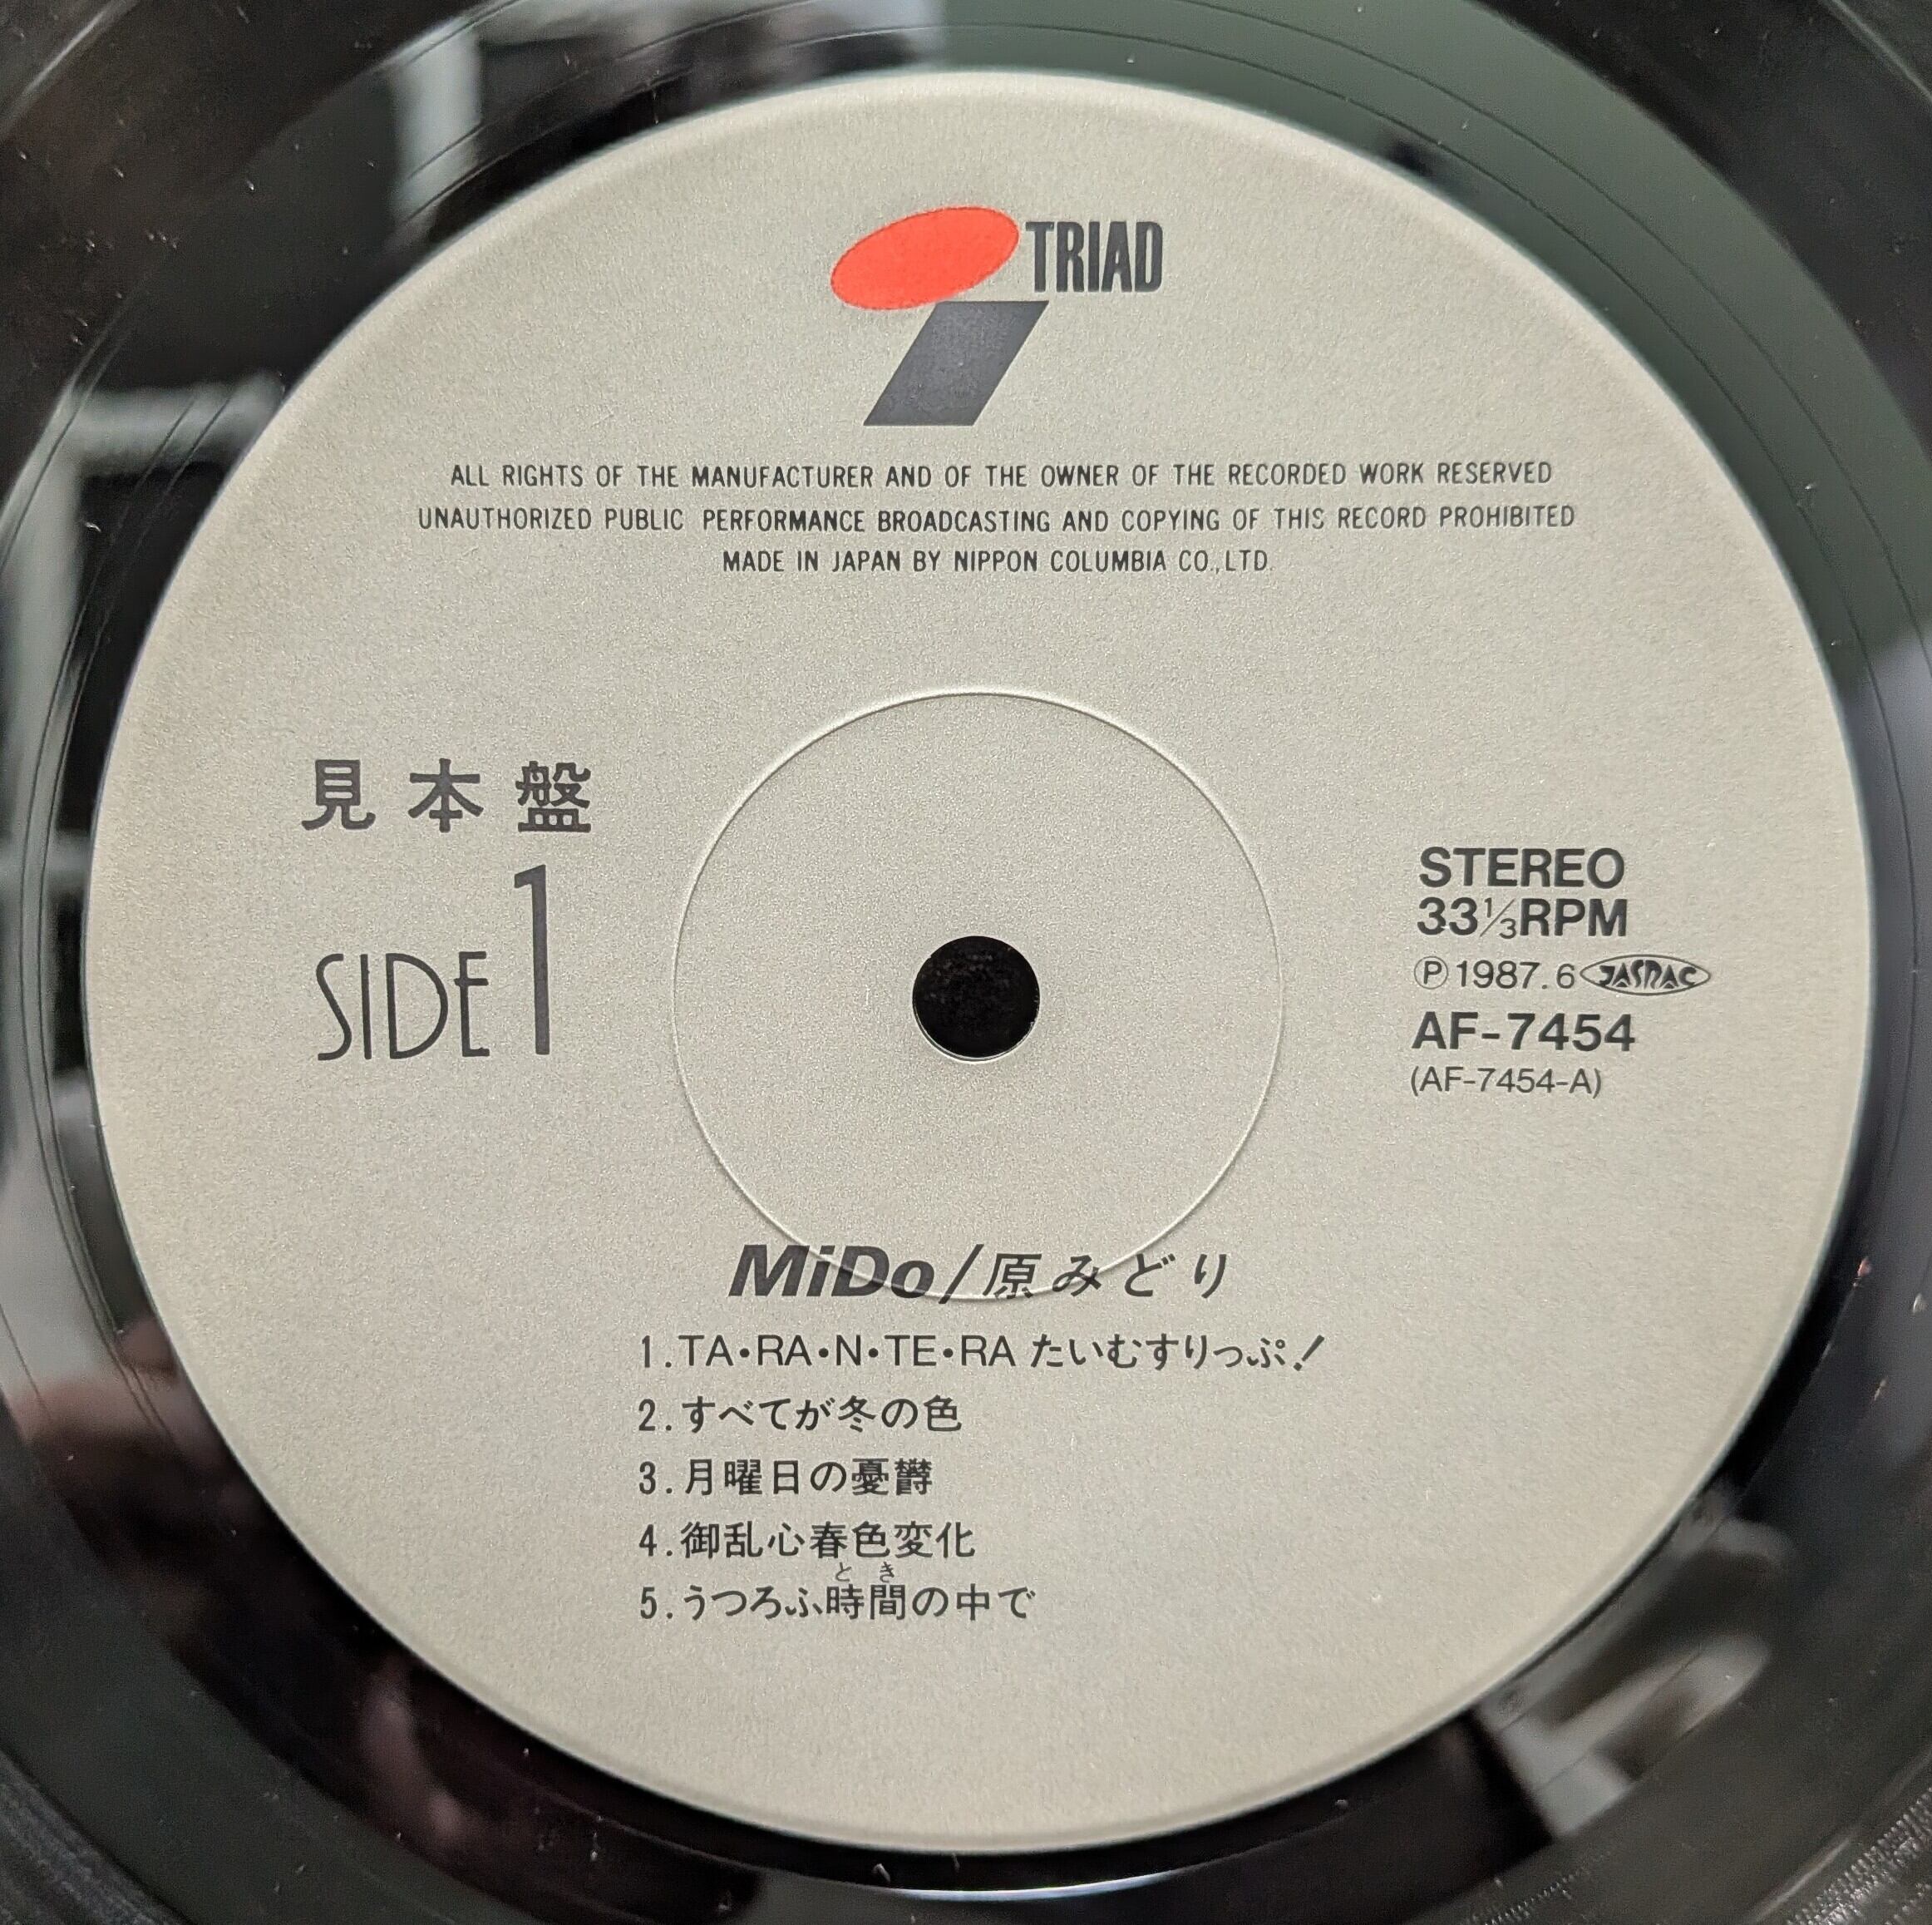 TRIAD
ALL RIGHTS OF THE MANUFACTURER AND OF THE OWNER OF THE RECORDED WORK RESERVED
UNAUTHORIZED PUBLIC PERFORMANCE BROADCASTING AND COPYING OF THIS RECORD PROHIBITED
MADE IN JAPAN BY NIPPON COLUMBIA CO.,LTD.
見本盤
SIDE 1
STEREO
33⅓RPM
℗1987.6 JASRAC
AF-7454
(AF-7454-A)
MiDo/原みどり
1.TA•RA•N•TE•RA たいむすりっぷ!
2.すべてが冬の色
3.月曜日の憂欝
4.御乱心春色変化
とき
5.うつろふ時間の中で